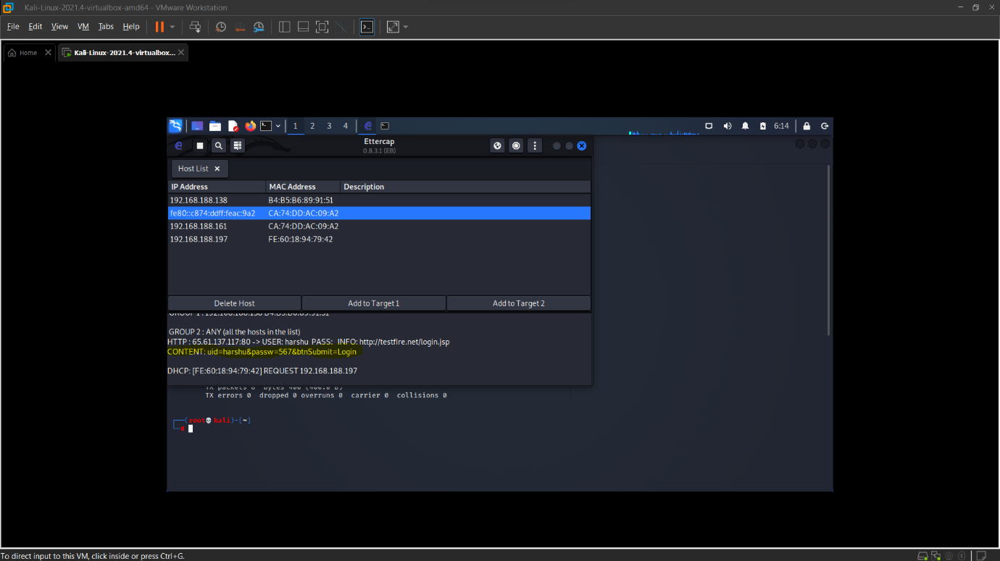 Kali-Linux-2021.4-virtualbox-amd64 - VMware Workstation
File Edit View VM Tabs Help
Home Kali-Linux-2021.4-virtualbox...
1 2 3 4 6:14
Ettercap
0.8.3.1 (EB)
Host List
IP Address MAC Address Description
192.168.188.138 B4:B5:B6:89:91:51
fe80::c874:ddff:feac:9a2 CA:74:DD:AC:09:A2
192.168.188.161 CA:74:DD:AC:09:A2
192.168.188.197 FE:60:18:94:79:42
Delete Host Add to Target 1 Add to Target 2
GROUP 1 : 192.168.188.138 B4:B5:B6:89:91:51
GROUP 2 : ANY (all the hosts in the list)
HTTP : 65.61.137.117:80 -> USER: harshu PASS: INFO: http://testfire.net/login.jsp
CONTENT: uid=harshu&passw=567&btnSubmit=Login
DHCP: [FE:60:18:94:79:42] REQUEST 192.168.188.197
TX packets 8 bytes 400 (400.0 B)
TX errors 0 dropped 0 overruns 0 carrier 0 collisions 0
(root kali)-[~]
#
To direct input to this VM, click inside or press Ctrl+G.